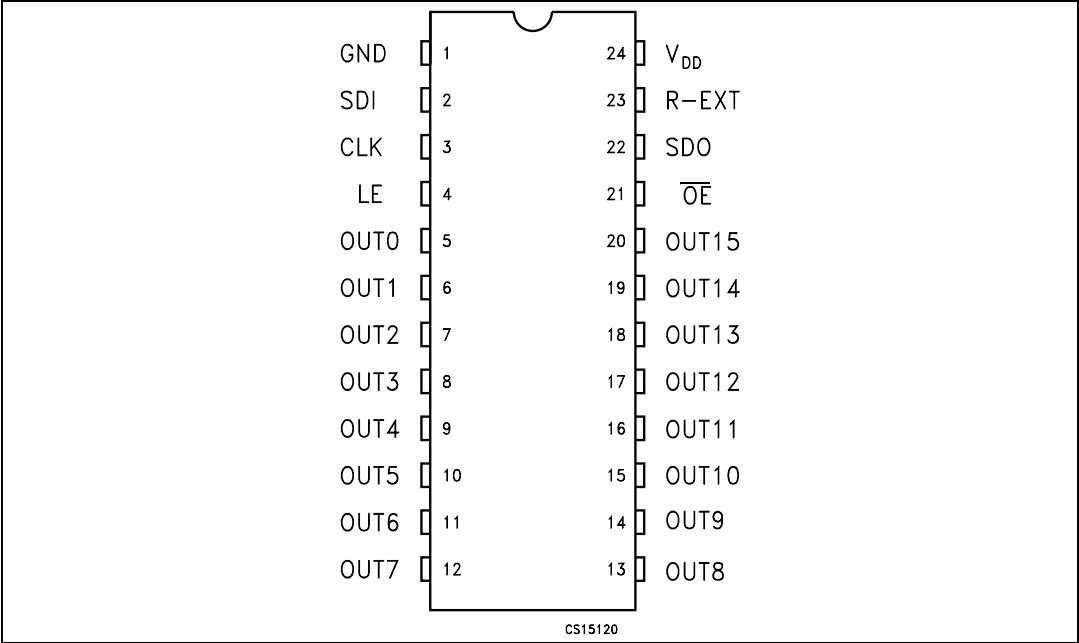 GND 1 24 V_DD
SDI 2 23 R-EXT
CLK 3 22 SDO
LE 4 21 O̅E̅
OUT0 5 20 OUT15
OUT1 6 19 OUT14
OUT2 7 18 OUT13
OUT3 8 17 OUT12
OUT4 9 16 OUT11
OUT5 10 15 OUT10
OUT6 11 14 OUT9
OUT7 12 13 OUT8
CS15120